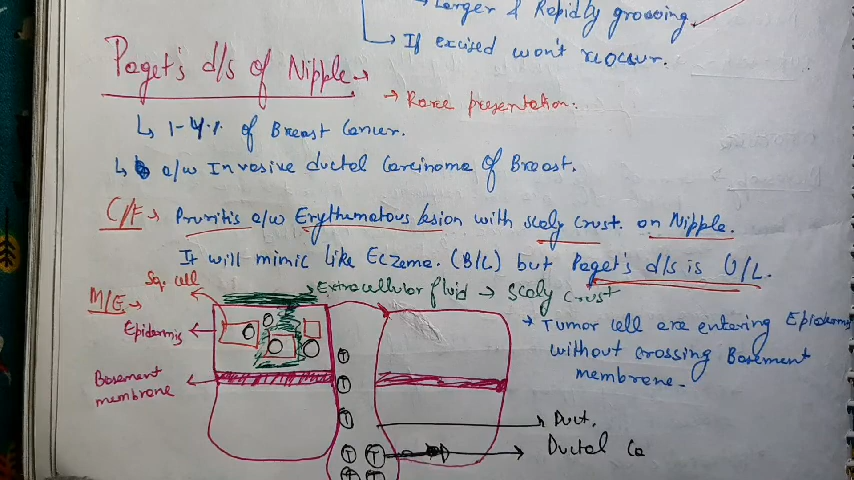 → Larger & Rapidly growing.
→ If excised won't reoccur.
Paget's d/s of Nipple →
→ Rare presentation.
↳ 1-4% of Breast Cancer.
↳ a/w Invasive ductal Carcinoma of Breast.
C/F → Pruritis a/w Erythematous lesion with scaly crust on Nipple.
It will mimic like Eczema. (B/L) but Paget's d/s is U/L.
M/E →
Sq. cell
Extracellular fluid → Scaly crust
Epidermis
Basement membrane
→ Tumor cell are entering Epidermis
without crossing Basement
membrane.
T
T
T
T T
T T
Duct.
Ductal Ca